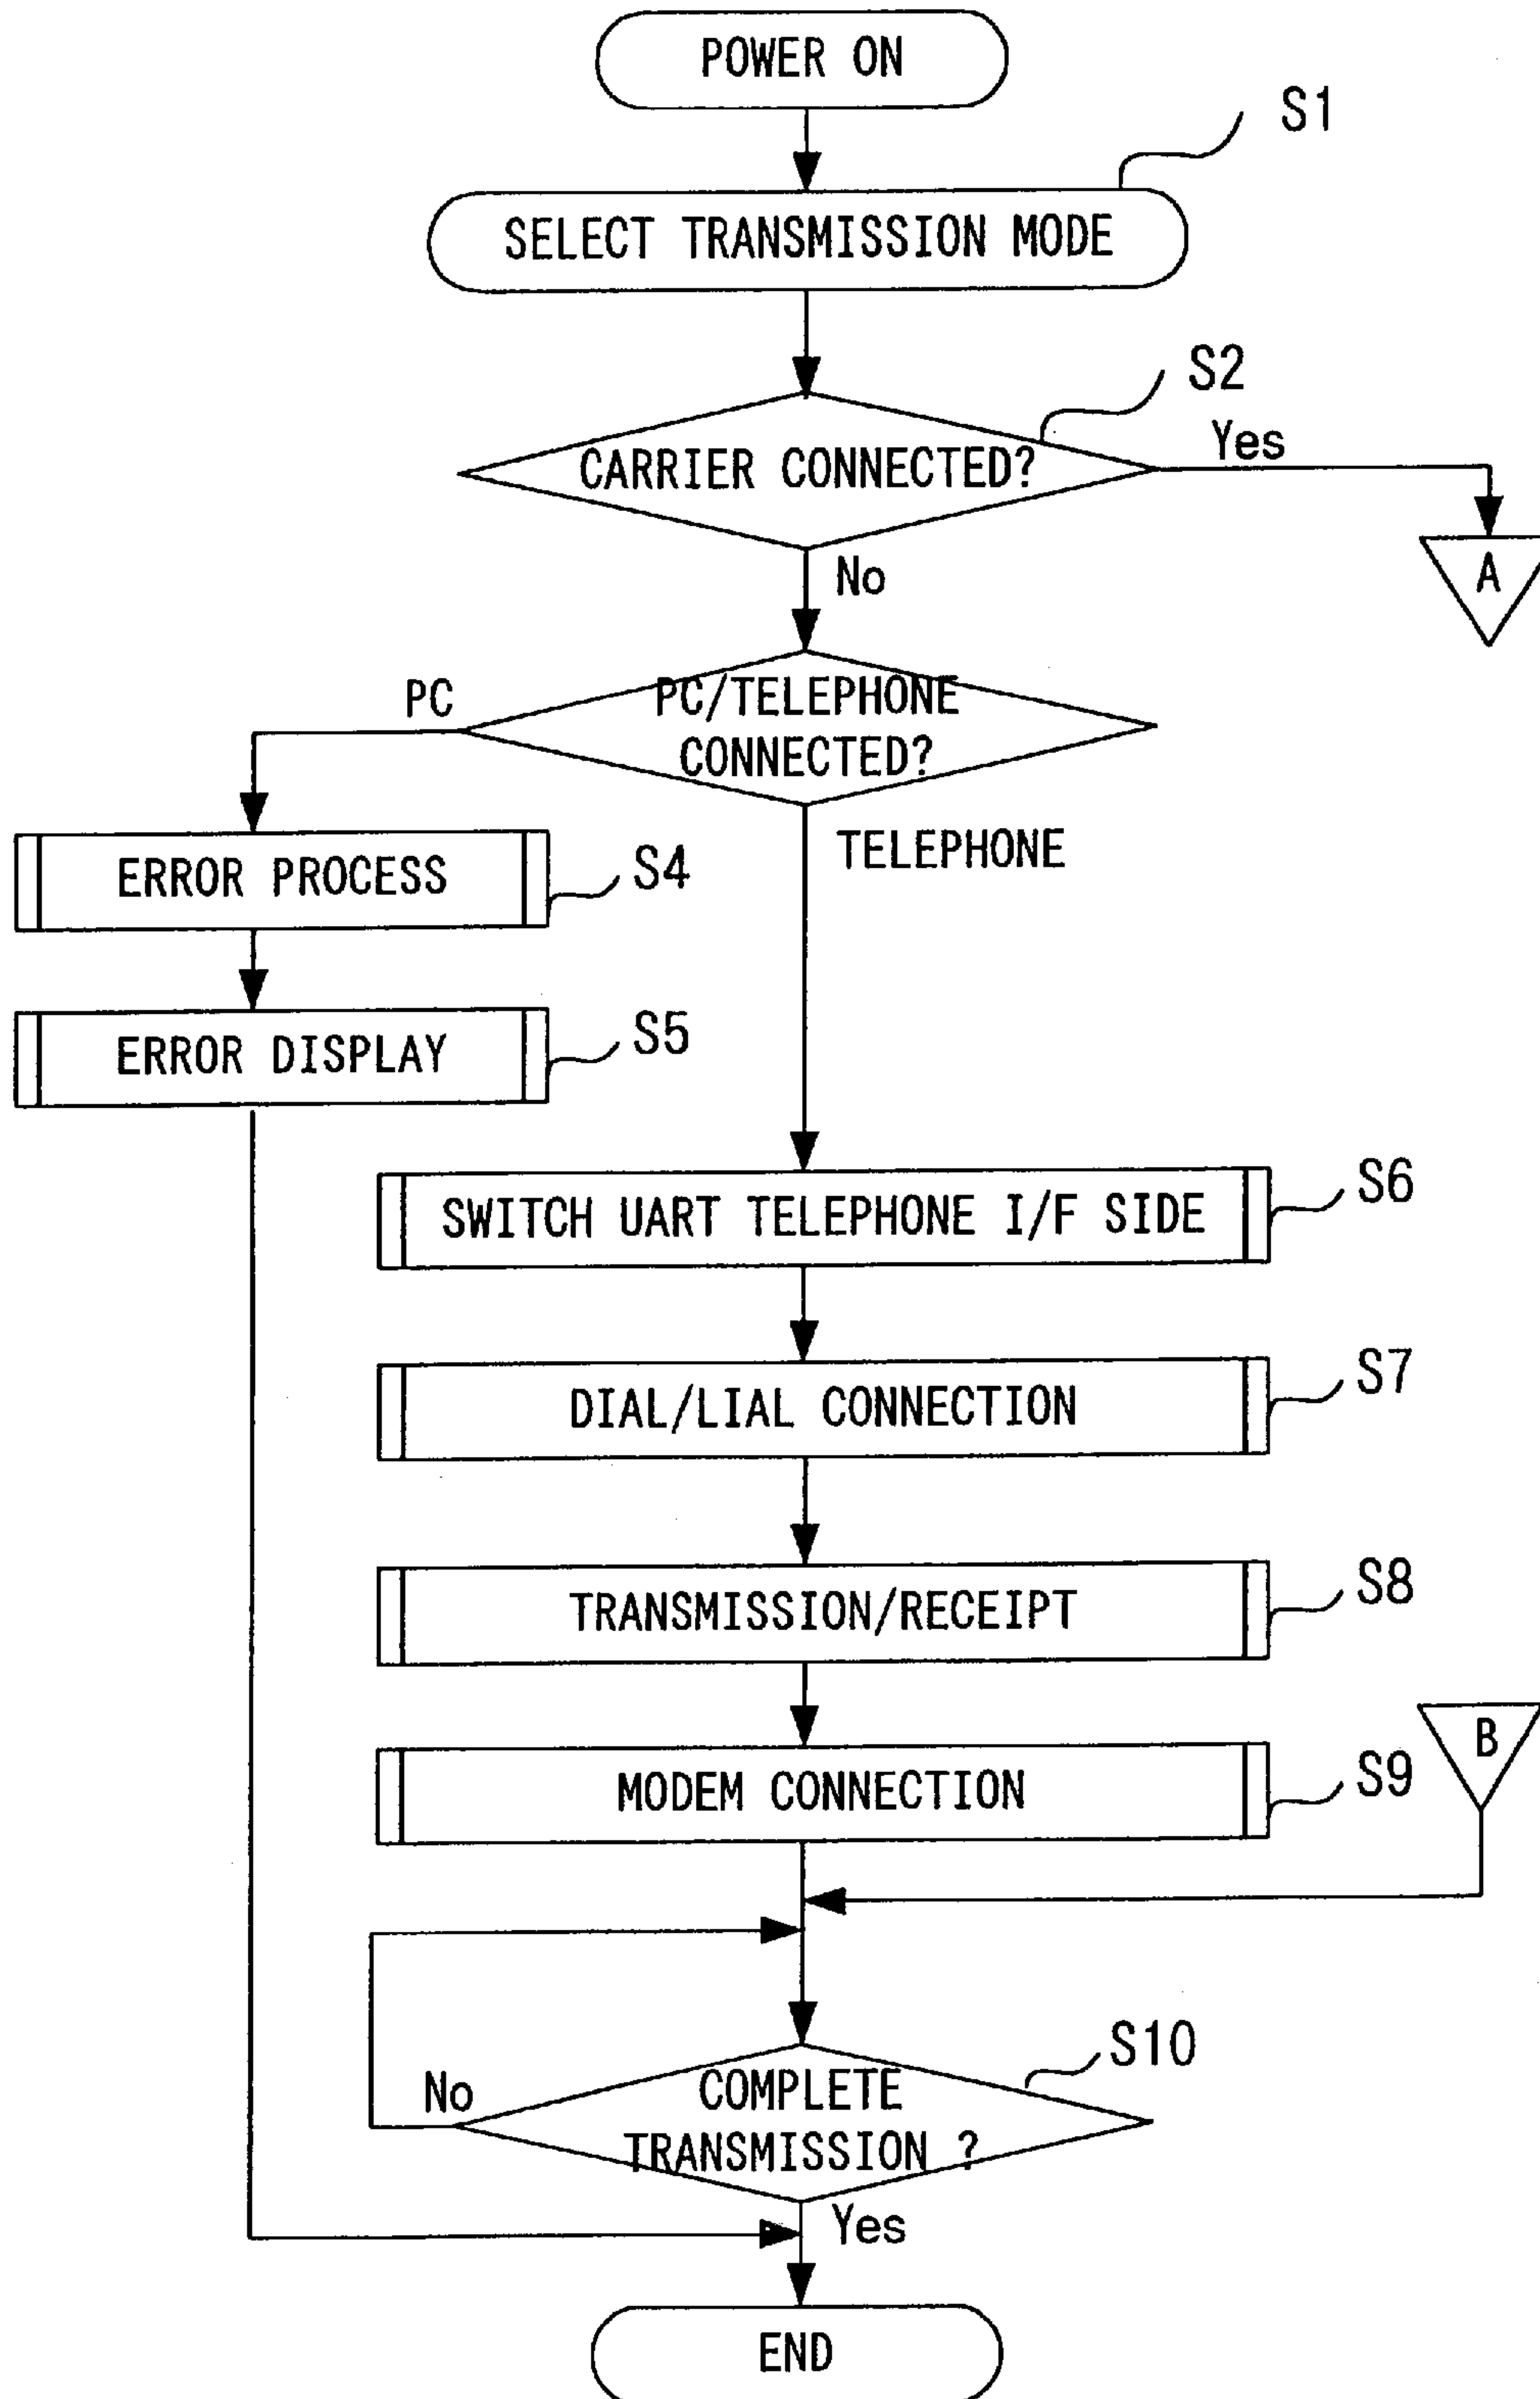 POWER ON
S1
SELECT TRANSMISSION MODE
S2
CARRIER CONNECTED?
Yes
A
No
PC
PC/TELEPHONE
CONNECTED?
TELEPHONE
ERROR PROCESS
S4
ERROR DISPLAY
S5
SWITCH UART TELEPHONE I/F SIDE
S6
DIAL/LIAL CONNECTION
S7
TRANSMISSION/RECEIPT
S8
MODEM CONNECTION
S9
B
S10
No
COMPLETE
TRANSMISSION ?
Yes
END